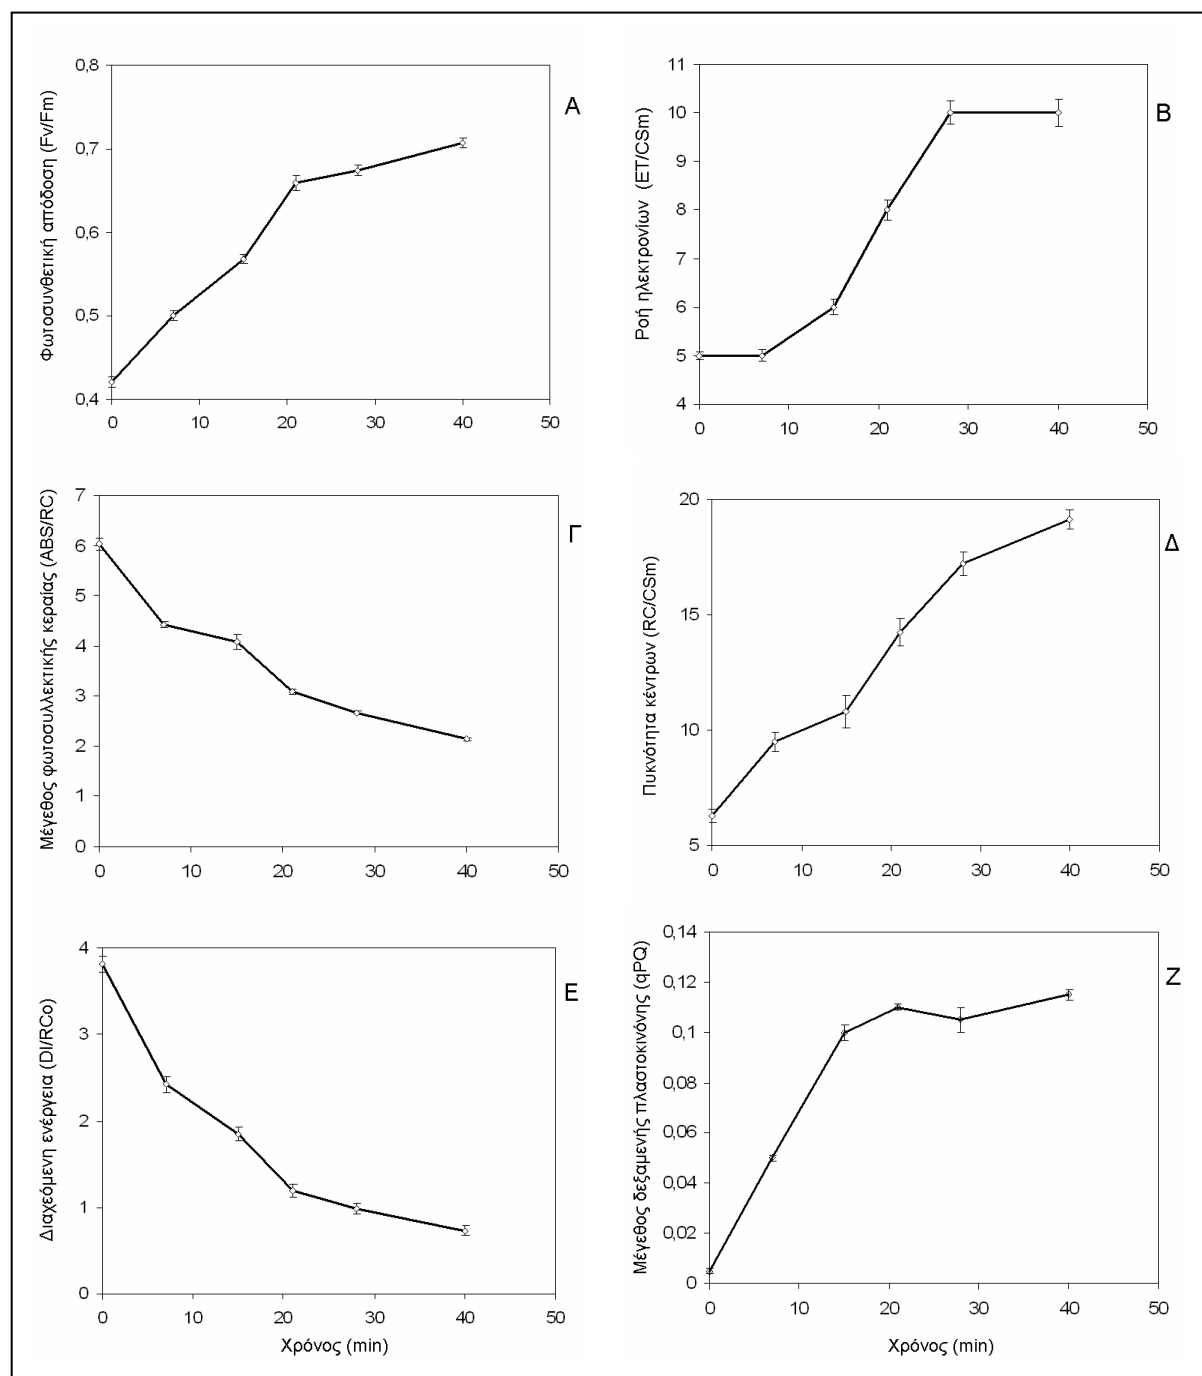 Φωτοσυνθετική απόδοση (Fv/Fm)
0,8
0,7
0,6
0,5
0,4
0 10 20 30 40 50
Α
Ροή ηλεκτρονίων (ET/CSm)
11
10
9
8
7
6
5
4
0 10 20 30 40 50
Β
Μέγεθος φωτοσυλλεκτικής κεραίας (ABS/RC)
7
6
5
4
3
2
1
0
0 10 20 30 40 50
Γ
Πυκνότητα κέντρων (RC/CSm)
20
15
10
5
0 10 20 30 40 50
Δ
Διαχεόμενη ενέργεια (DI/RCo)
4
3
2
1
0
0 10 20 30 40 50
Χρόνος (min)
Ε
Μέγεθος δεξαμενής πλαστοκινόνης (qPQ)
0,14
0,12
0,1
0,08
0,06
0,04
0,02
0
0 10 20 30 40 50
Χρόνος (min)
Ζ